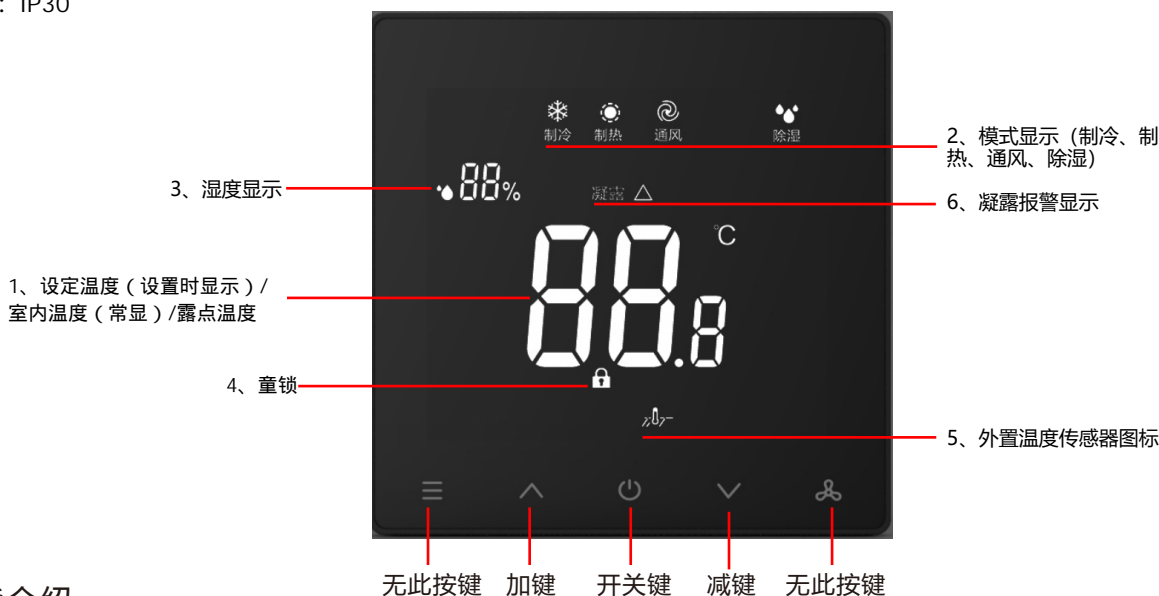 : IP30
制冷 制热 通风 除湿
2、模式显示（制冷、制
热、通风、除湿）
3、湿度显示
88%
凝露
6、凝露报警显示
℃
1、设定温度（设置时显示）/
室内温度（常显）/露点温度
88.8
4、童锁
5、外置温度传感器图标
无此按键 加键 开关键 减键 无此按键
介绍